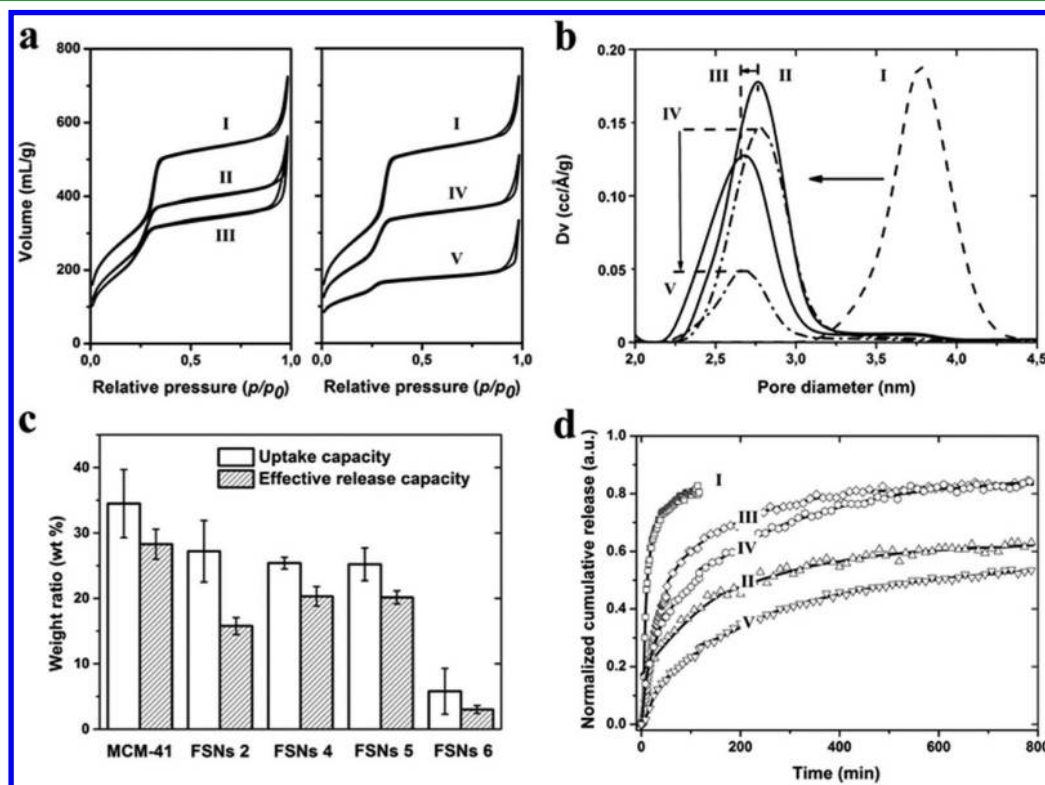 a
800
600
400
200
0
Volume (mL/g)
I
II
III
0,0
0,5
1,0
Relative pressure (p/p0)
I
IV
V
0,0
0,5
1,0
Relative pressure (p/p0)
b
0.20
0.15
0.10
0.05
0.00
Dv (cc/Å/g)
III
II
I
IV
V
2,0
2,5
3,0
3,5
4,0
4,5
Pore diameter (nm)
c
40
30
20
10
0
Weight ratio (wt %)
Uptake capacity
Effective release capacity
MCM-41
FSNs 2
FSNs 4
FSNs 5
FSNs 6
d
1.0
0.8
0.6
0.4
0.2
0.0
Normalized cumulative release (a.u.)
I
III
IV
II
V
0
200
400
600
800
Time (min)